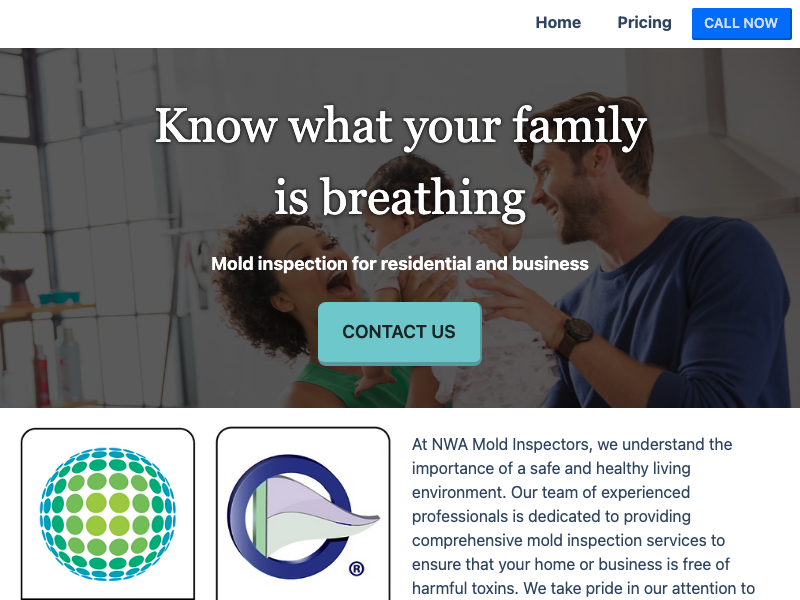 Home Pricing CALL NOW
Know what your family
is breathing
Mold inspection for residential and business
CONTACT US
®
At NWA Mold Inspectors, we understand the
importance of a safe and healthy living
environment. Our team of experienced
professionals is dedicated to providing
comprehensive mold inspection services to
ensure that your home or business is free of
harmful toxins. We take pride in our attention to